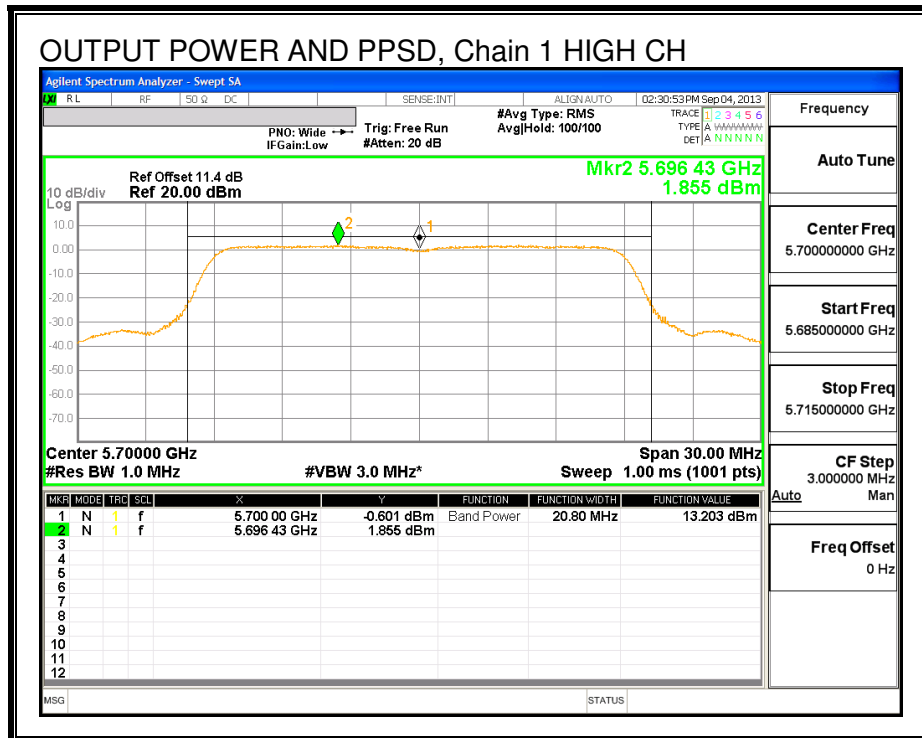 OUTPUT POWER AND PPSD, Chain 1 HIGH CH
Agilent Spectrum Analyzer - Swept SA
LXI RL RF 50 Ω DC SENSE:INT ALIGN AUTO 02:30:53 PM Sep 04, 2013
PNO: Wide
IFGain:Low
Trig: Free Run
#Atten: 20 dB
#Avg Type: RMS
Avg|Hold: 100/100
TRACE 1 2 3 4 5 6
TYPE A WWWWW
DET A N N N N N
Mkr2 5.696 43 GHz
1.855 dBm
Ref Offset 11.4 dB
10 dB/div Ref 20.00 dBm
Log
10.0
0.00
-10.0
-20.0
-30.0
-40.0
-50.0
-60.0
-70.0
2
1
Center 5.70000 GHz Span 30.00 MHz
#Res BW 1.0 MHz #VBW 3.0 MHz* Sweep 1.00 ms (1001 pts)
MKR MODE TRC SCL X Y FUNCTION FUNCTION WIDTH FUNCTION VALUE
1 N 1 f 5.700 00 GHz -0.601 dBm Band Power 20.80 MHz 13.203 dBm
2 N 1 f 5.696 43 GHz 1.855 dBm
3
4
5
6
7
8
9
10
11
12
MSG STATUS
Frequency
Auto Tune
Center Freq
5.700000000 GHz
Start Freq
5.685000000 GHz
Stop Freq
5.715000000 GHz
CF Step
3.000000 MHz
Auto Man
Freq Offset
0 Hz